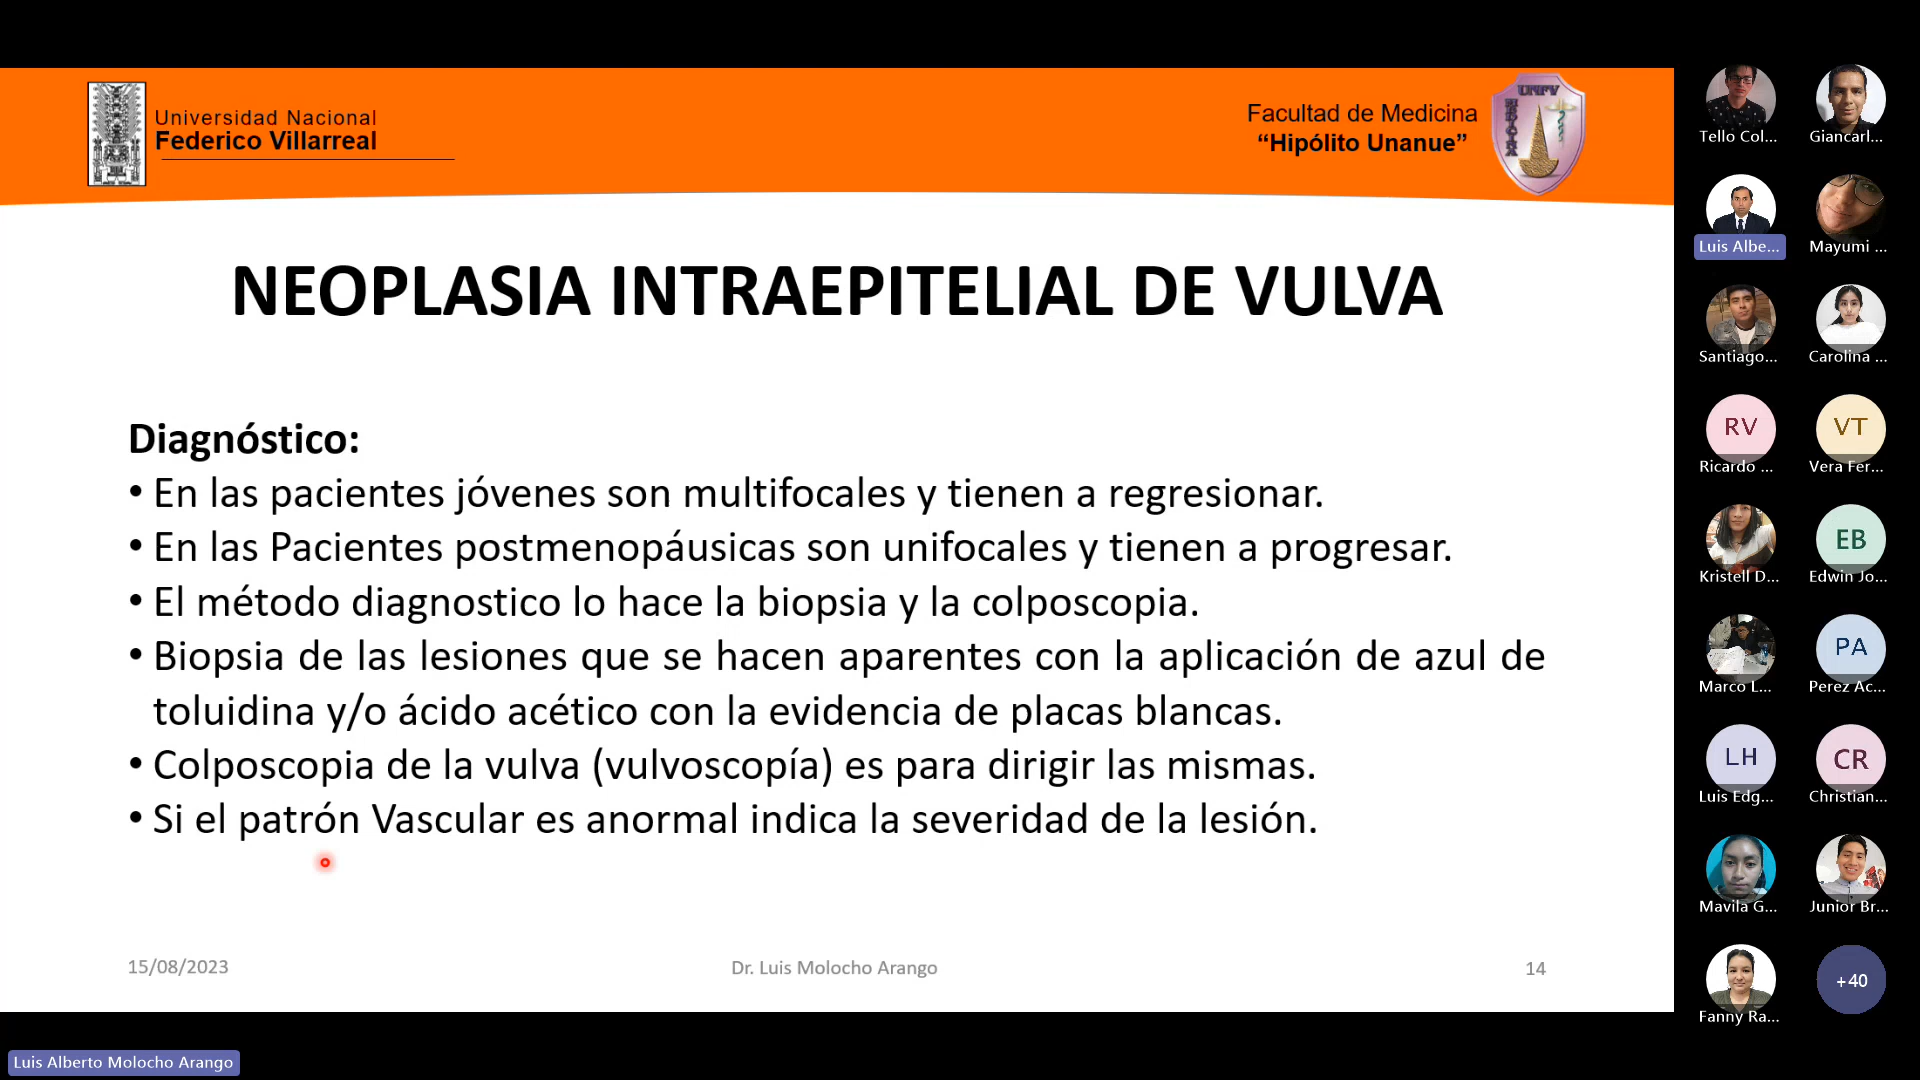 Universidad Nacional
Federico Villarreal
Facultad de Medicina
“Hipólito Unanue”
UNFV
NEOPLASIA INTRAEPITELIAL DE VULVA
Diagnóstico:
• En las pacientes jóvenes son multifocales y tienen a regresionar.
• En las Pacientes postmenopáusicas son unifocales y tienen a progresar.
• El método diagnostico lo hace la biopsia y la colposcopia.
• Biopsia de las lesiones que se hacen aparentes con la aplicación de azul de
toluidina y/o ácido acético con la evidencia de placas blancas.
• Colposcopia de la vulva (vulvoscopía) es para dirigir las mismas.
• Si el patrón Vascular es anormal indica la severidad de la lesión.
15/08/2023
Dr. Luis Molocho Arango
14
Tello Col...
Giancarl...
Luis Albe...
Mayumi ...
Santiago...
Carolina ...
RV
VT
Ricardo ...
Vera Fer...
EB
Kristell D...
Edwin Jo...
PA
Marco L...
Perez Ac...
LH
CR
Luis Edg...
Christian...
Mavila G...
Junior Br...
+40
Fanny Ra...
Luis Alberto Molocho Arango